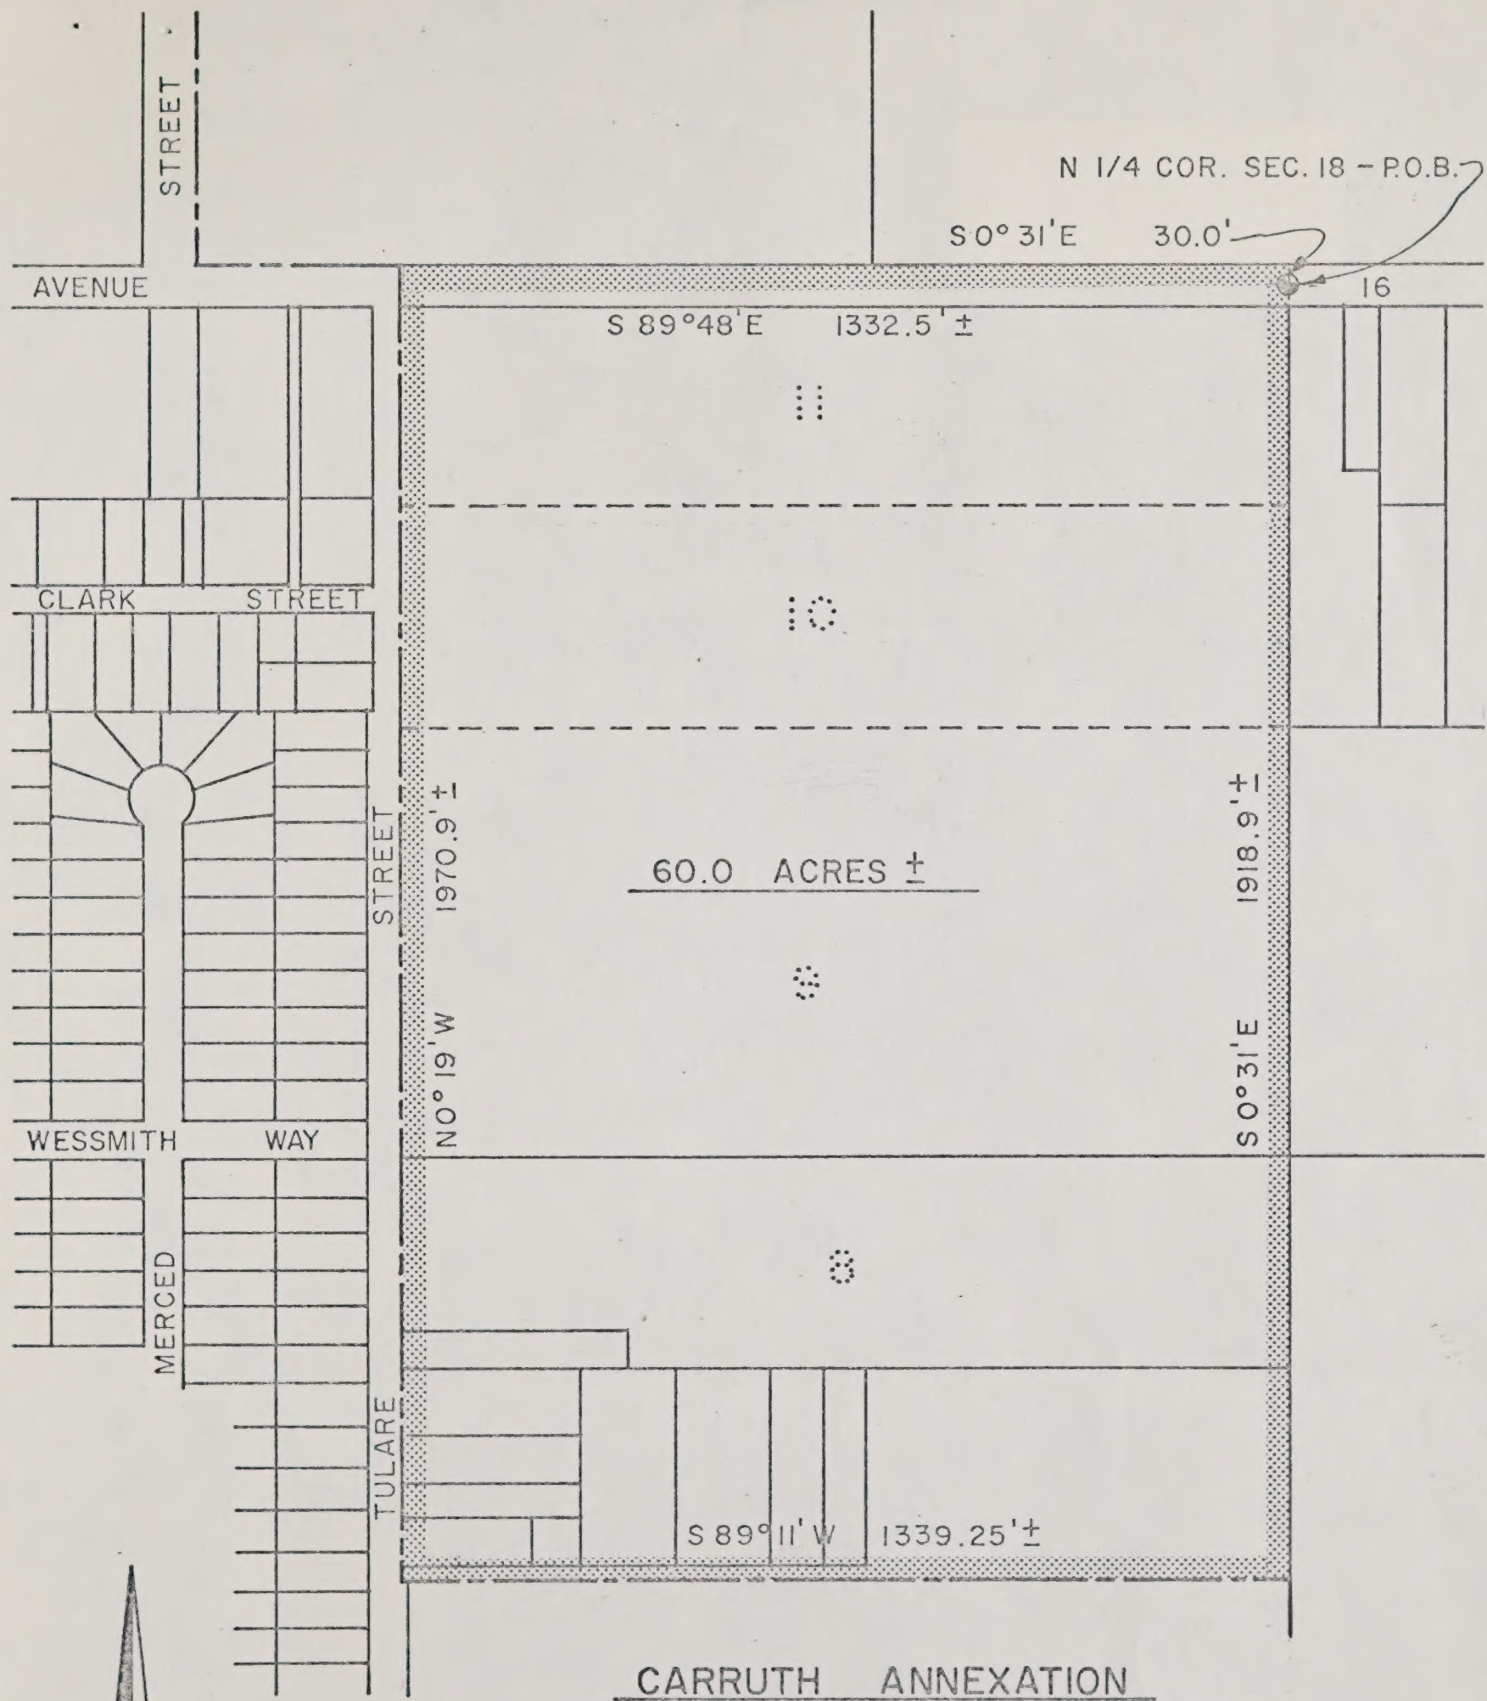 STREET
N 1/4 COR. SEC. 18 - P.O.B.
S 0° 31' E 30.0'
AVENUE
16
S 89° 48' E 1332.5' ±
11
CLARK STREET
10
STREET
1970.9' ±
N 0° 19' W
60.0 ACRES ±
1918.9' ±
S 0° 31' E
9
WESSMITH WAY
MERCED
8
TULARE
S 89° 11' W 1339.25' ±
CARRUTH ANNEXATION